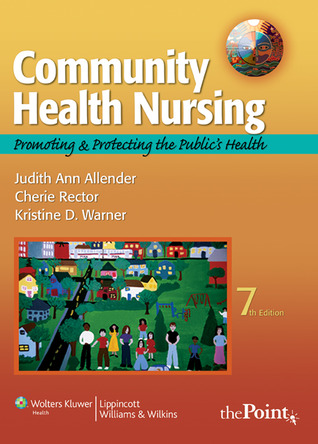 Community
Health Nursing
Promoting & Protecting the Public's Health
Judith Ann Allender
Cherie Rector
Kristine D. Warner
7th Edition
Wolters Kluwer
Health
Lippincott
Williams & Wilkins
thePoint